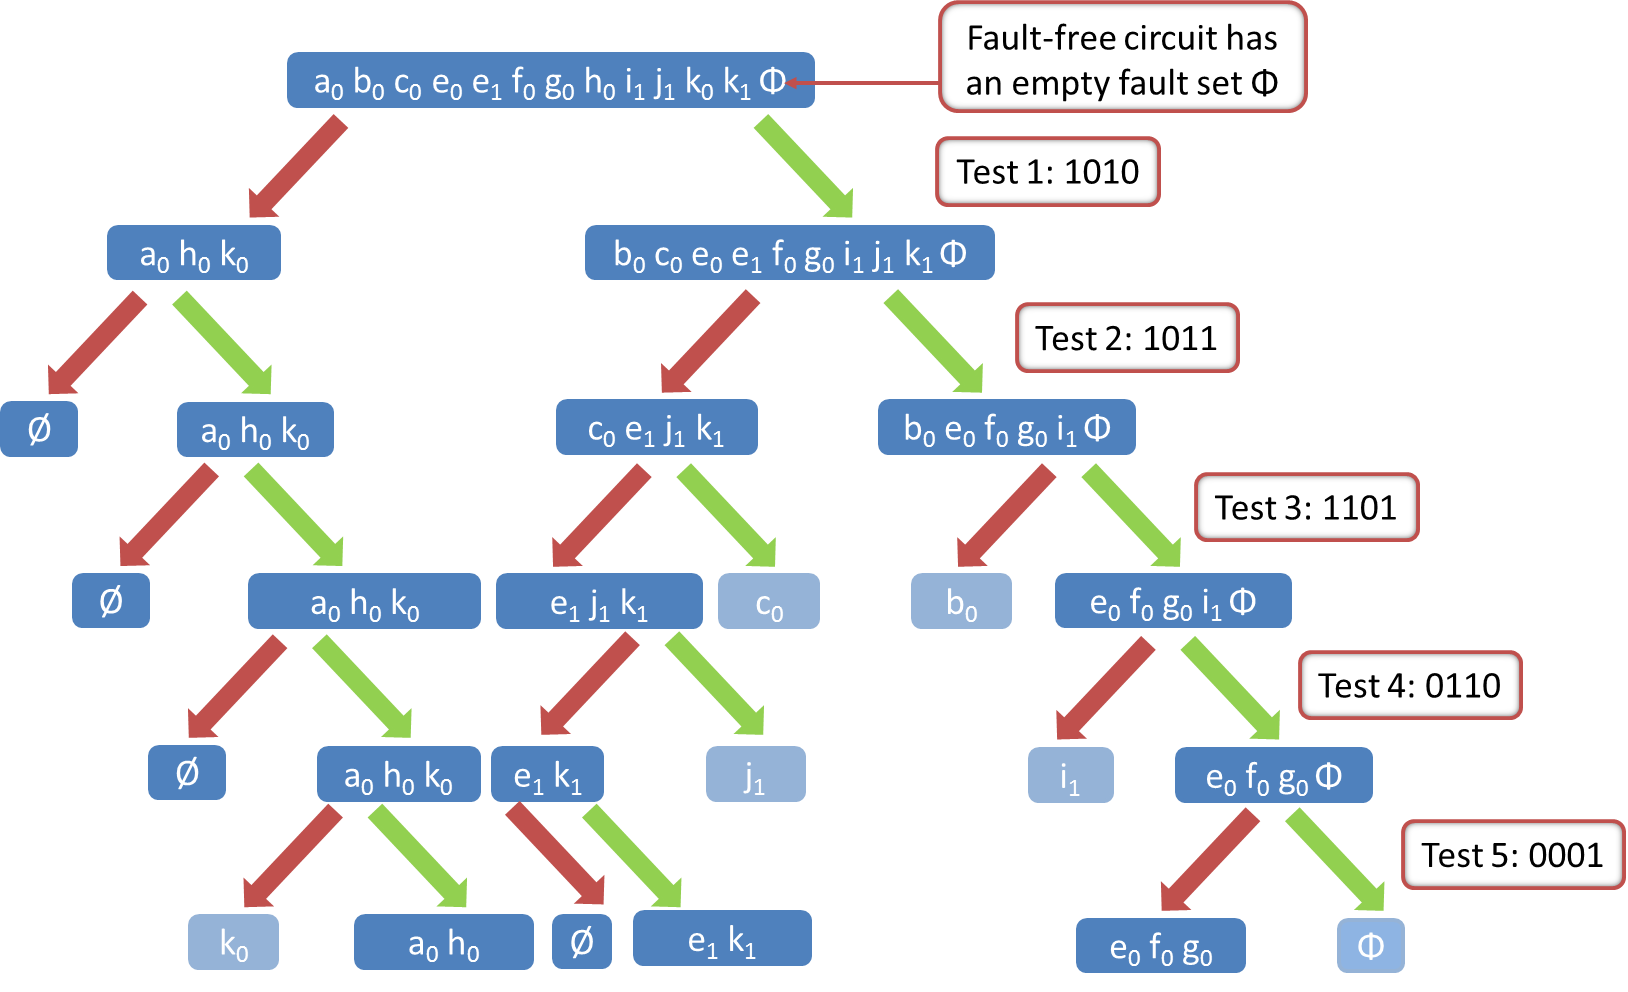 Fault-free circuit has
an empty fault set Φ
a₀ b₀ c₀ e₀ e₁ f₀ g₀ h₀ i₁ j₁ k₀ k₁ Φ
Test 1: 1010
a₀ h₀ k₀
b₀ c₀ e₀ e₁ f₀ g₀ i₁ j₁ k₁ Φ
Test 2: 1011
Ø
a₀ h₀ k₀
c₀ e₁ j₁ k₁
b₀ e₀ f₀ g₀ i₁ Φ
Test 3: 1101
Ø
a₀ h₀ k₀
e₁ j₁ k₁
c₀
b₀
e₀ f₀ g₀ i₁ Φ
Test 4: 0110
Ø
a₀ h₀ k₀
e₁ k₁
j₁
i₁
e₀ f₀ g₀ Φ
Test 5: 0001
k₀
a₀ h₀
Ø
e₁ k₁
e₀ f₀ g₀
Φ